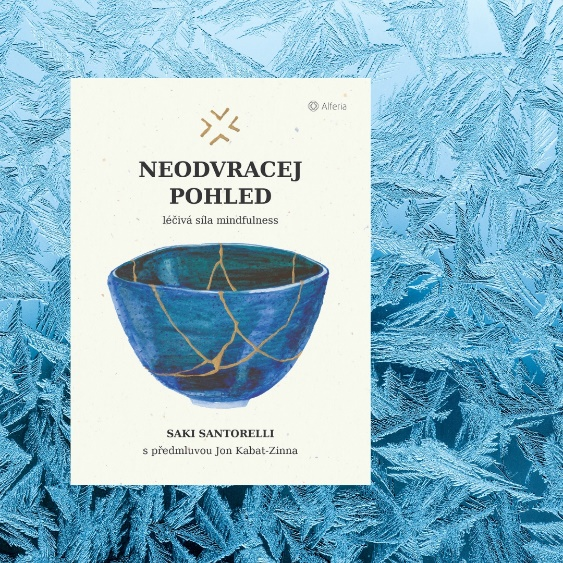 Alferia
NEODVRACEJ
POHLED
léčivá síla mindfulness
SAKI SANTORELLI
s předmluvou Jon Kabat-Zinna